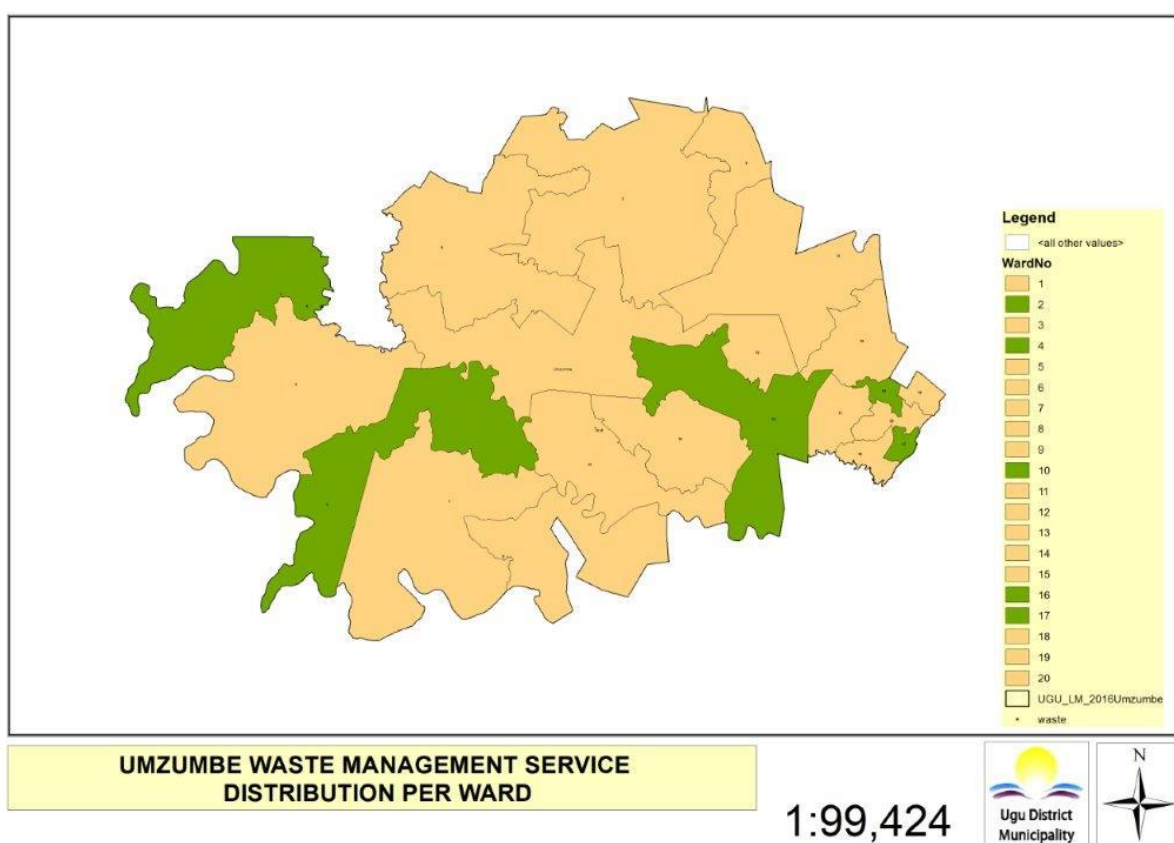 Umzumbe
Legend
<all other values>
WardNo
1
2
3
4
5
6
7
8
9
10
11
12
13
14
15
16
17
18
19
20
UGU_LM_2016Umzumbe
waste
UMZUMBE WASTE MANAGEMENT SERVICE
DISTRIBUTION PER WARD
1:99,424
Ugu District
Municipality
N